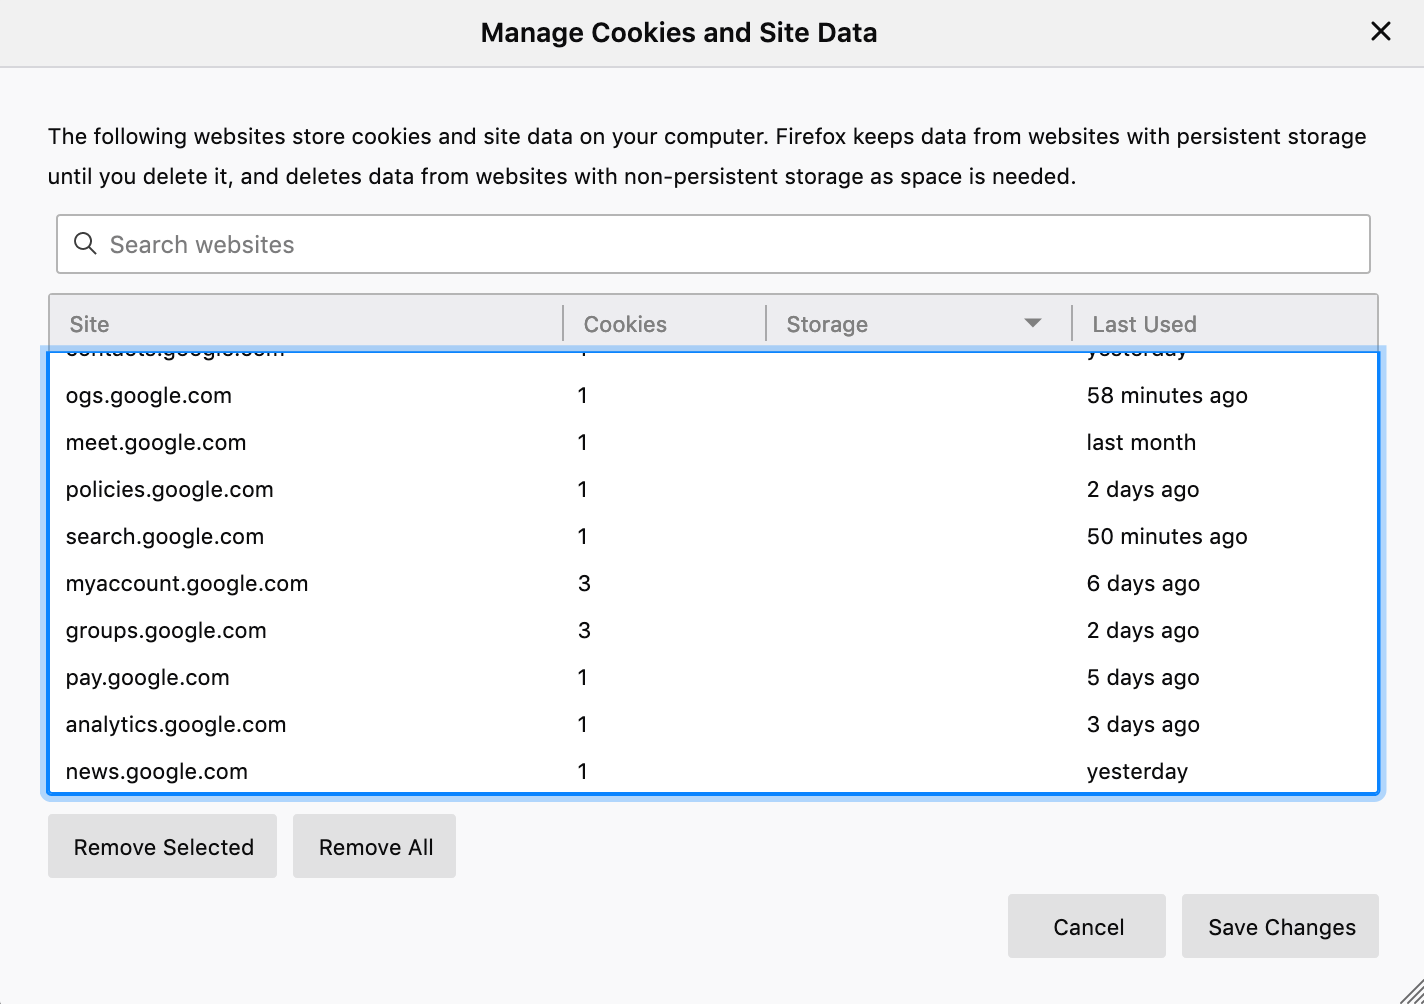 Manage Cookies and Site Data
The following websites store cookies and site data on your computer. Firefox keeps data from websites with persistent storage
until you delete it, and deletes data from websites with non-persistent storage as space is needed.
Search websites
Site Cookies Storage Last Used
contacts.google.com 1 yesterday
ogs.google.com 1 58 minutes ago
meet.google.com 1 last month
policies.google.com 1 2 days ago
search.google.com 1 50 minutes ago
myaccount.google.com 3 6 days ago
groups.google.com 3 2 days ago
pay.google.com 1 5 days ago
analytics.google.com 1 3 days ago
news.google.com 1 yesterday
Remove Selected Remove All
Cancel Save Changes